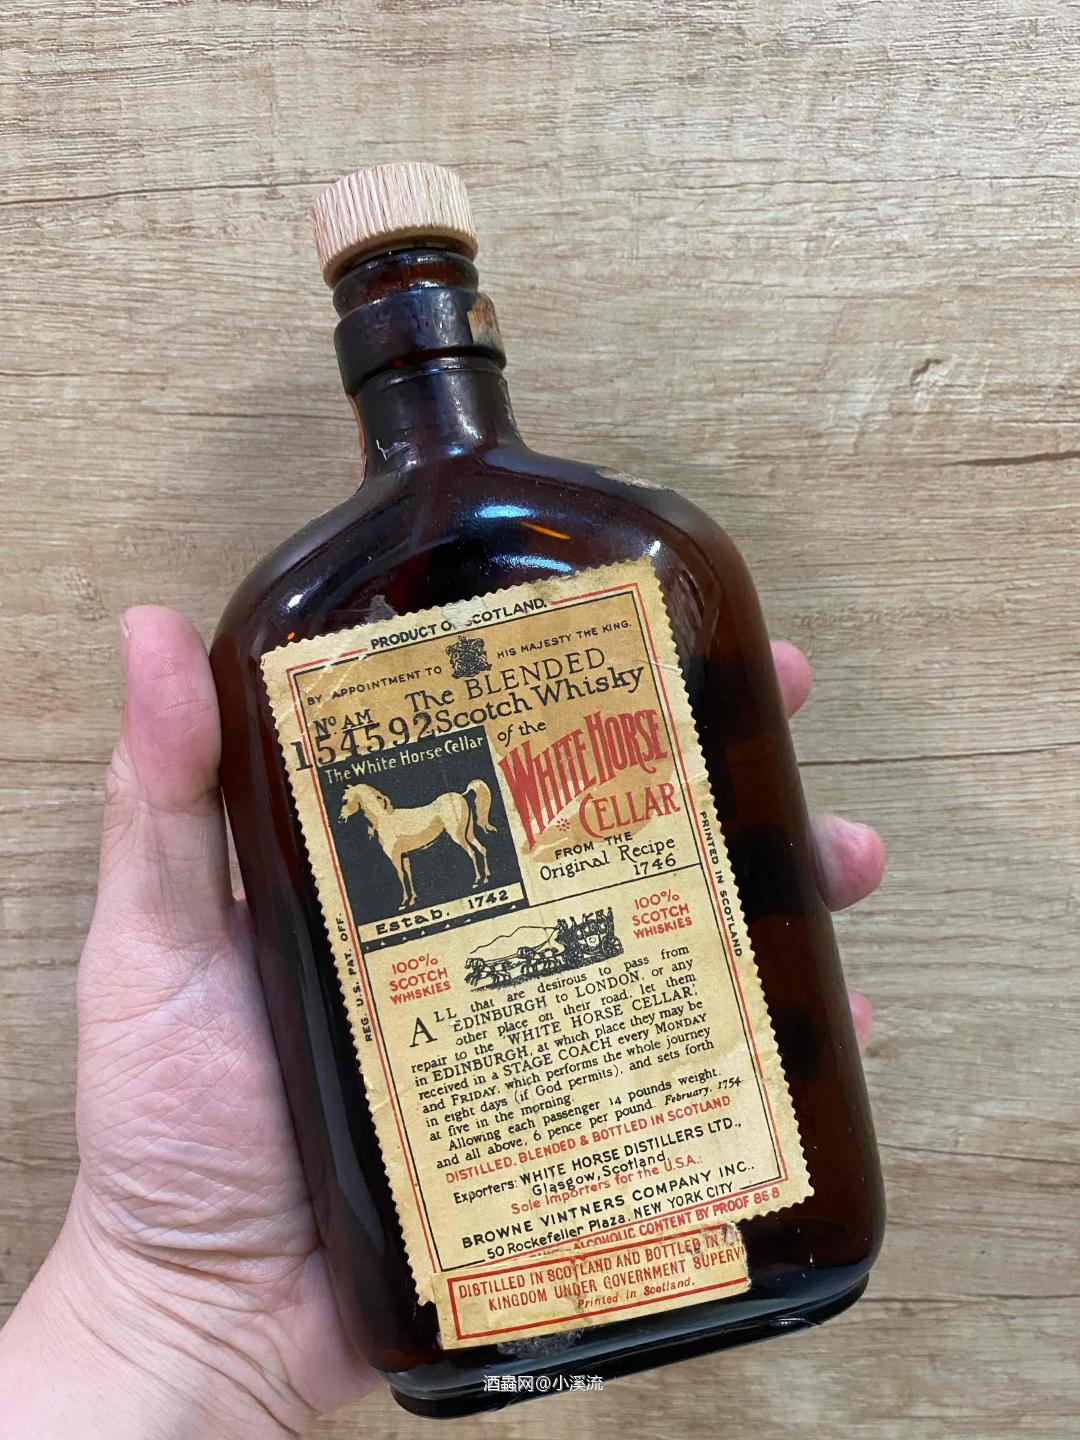 PRODUCT OF SCOTLAND.
BY APPOINTMENT TO HIS MAJESTY THE KING.
The BLENDED
Scotch Whisky
of the
Nº AM
154592
The White Horse Cellar
Estab. 1742
WHITE HORSE
CELLAR
FROM THE
Original Recipe
1746
100%
SCOTCH
WHISKIES
100%
SCOTCH
WHISKIES
REG. U.S. PAT. OFF.
PRINTED IN SCOTLAND
ALL that are desirous to pass from
EDINBURGH to LONDON, or any
other place on their road, let them
repair to the WHITE HORSE CELLAR,
in EDINBURGH, at which place they may be
received in a STAGE COACH every MONDAY
and FRIDAY, which performs the whole journey
in eight days (if God permits), and sets forth
at five in the morning.
Allowing each passenger 14 pounds weight.
and all above, 6 pence per pound. February, 1754.
DISTILLED, BLENDED & BOTTLED IN SCOTLAND
Exporters: WHITE HORSE DISTILLERS LTD.,
Glasgow, Scotland.
Sole Importers for the U.S.A.:
BROWNE VINTNERS COMPANY INC..
50 Rockefeller Plaza, NEW YORK CITY
ALCOHOLIC CONTENT BY PROOF 86·8
DISTILLED IN SCOTLAND AND BOTTLED IN
KINGDOM UNDER GOVERNMENT SUPERV
Printed in Scotland.
酒蟲网@小溪流